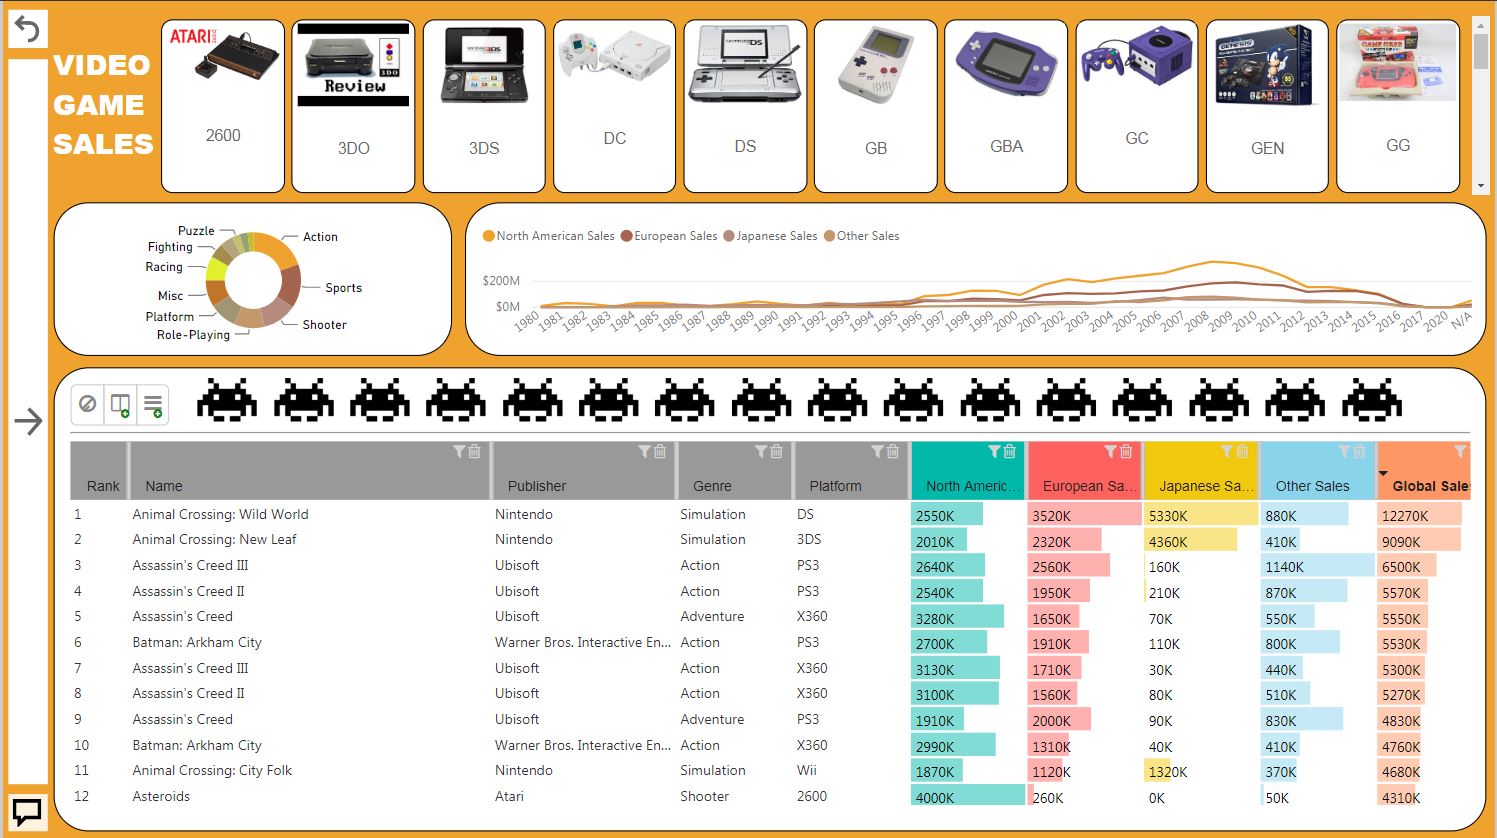 VIDEO
GAME
SALES
ATARI
2600
Review
3DO
3DO
NINTENDO3DS
3DS
DC
NINTENDO DS
DS
GB
GBA
GC
GENESIS
GEN
GAME GEAR
GG
Puzzle
Fighting
Racing
Misc
Platform
Role-Playing
Action
Sports
Shooter
North American Sales European Sales Japanese Sales Other Sales
$200M
$0M
1980 1981 1982 1983 1984 1985 1986 1987 1988 1989 1990 1991 1992 1993 1994 1995 1996 1997 1998 1999 2000 2001 2002 2003 2004 2005 2006 2007 2008 2009 2010 2011 2012 2013 2014 2015 2016 2017 2020 N/A
Rank Name Publisher Genre Platform North Americ... European Sa... Japanese Sa... Other Sales Global Sales
1 Animal Crossing: Wild World Nintendo Simulation DS 2550K 3520K 5330K 880K 12270K
2 Animal Crossing: New Leaf Nintendo Simulation 3DS 2010K 2320K 4360K 410K 9090K
3 Assassin's Creed III Ubisoft Action PS3 2640K 2560K 160K 1140K 6500K
4 Assassin's Creed II Ubisoft Action PS3 2540K 1950K 210K 870K 5570K
5 Assassin's Creed Ubisoft Adventure X360 3280K 1650K 70K 550K 5550K
6 Batman: Arkham City Warner Bros. Interactive En... Action PS3 2700K 1910K 110K 800K 5530K
7 Assassin's Creed III Ubisoft Action X360 3130K 1710K 30K 440K 5300K
8 Assassin's Creed II Ubisoft Action X360 3100K 1560K 80K 510K 5270K
9 Assassin's Creed Ubisoft Adventure PS3 1910K 2000K 90K 830K 4830K
10 Batman: Arkham City Warner Bros. Interactive En... Action X360 2990K 1310K 40K 410K 4760K
11 Animal Crossing: City Folk Nintendo Simulation Wii 1870K 1120K 1320K 370K 4680K
12 Asteroids Atari Shooter 2600 4000K 260K 0K 50K 4310K